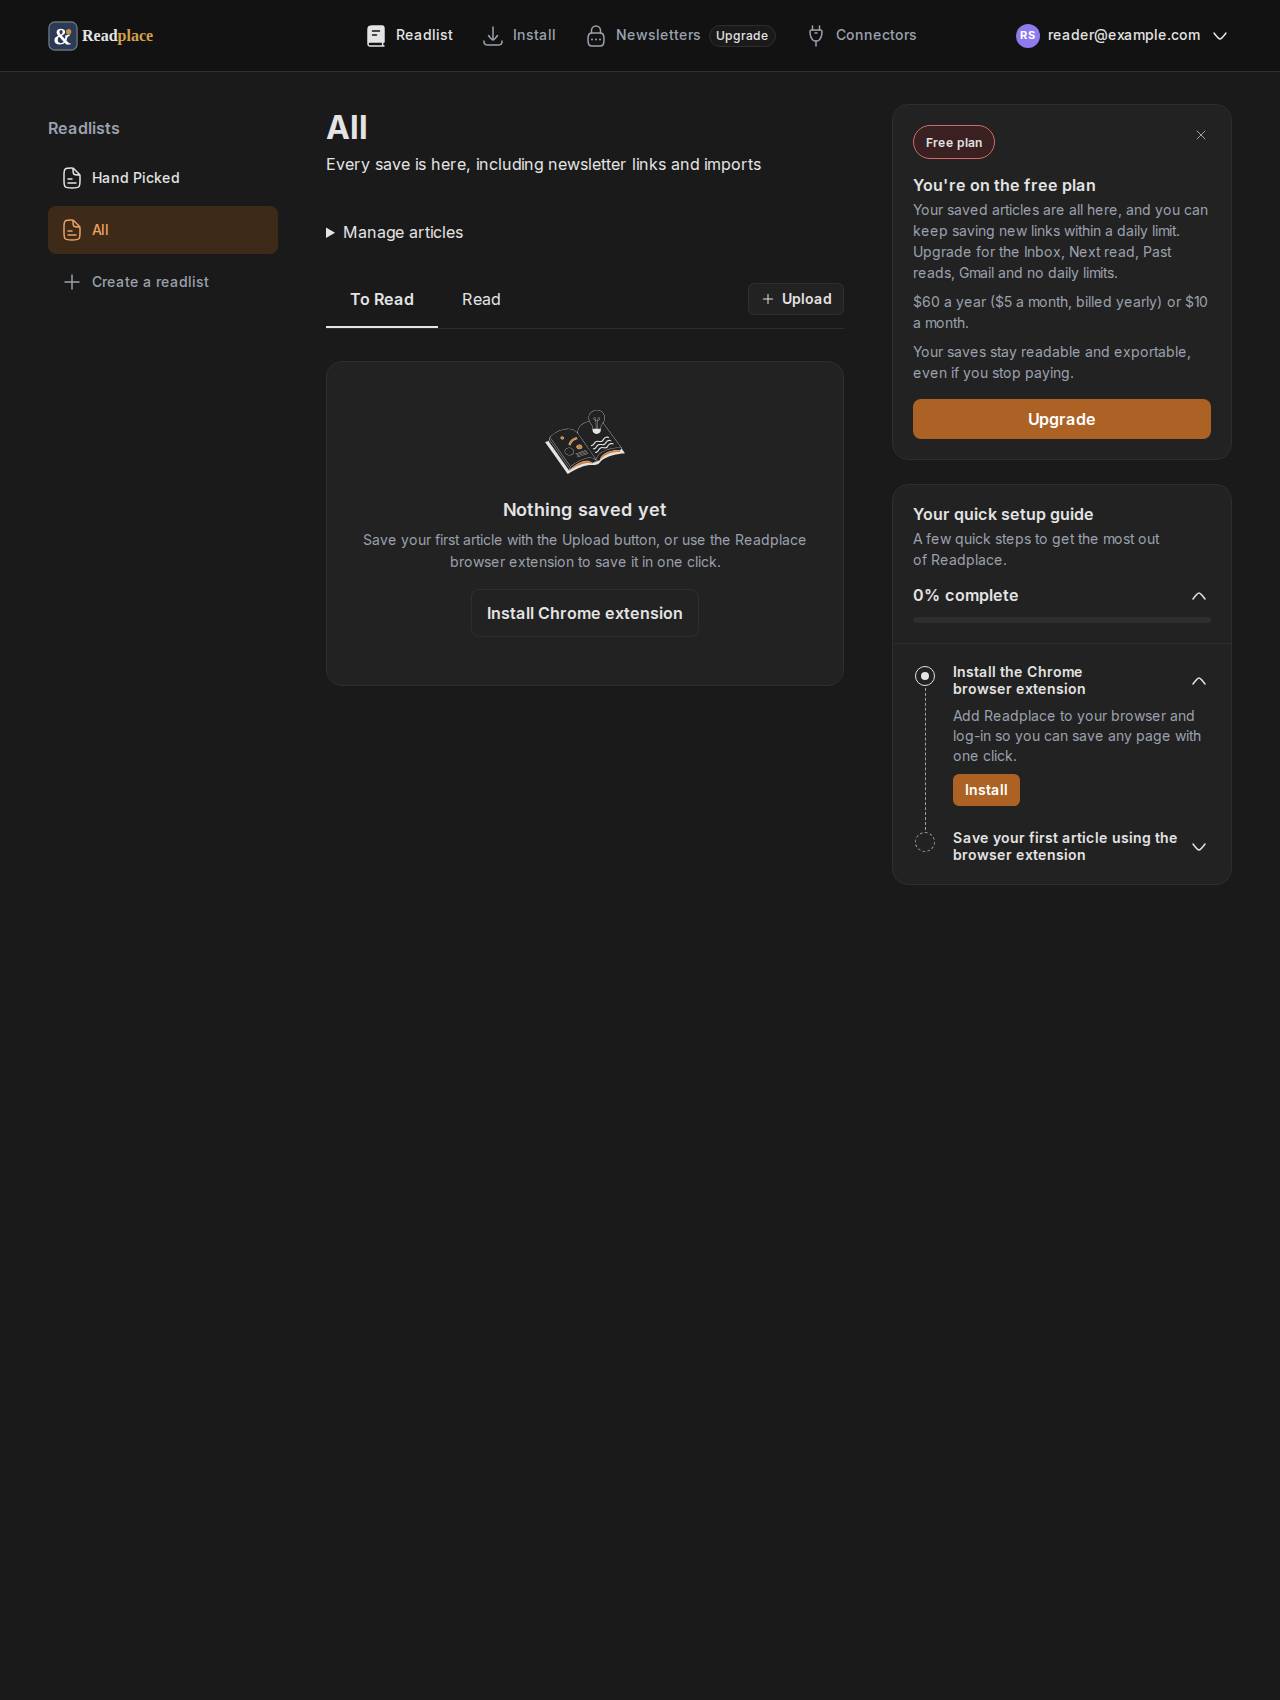 & Readplace
Readlist
Install
Newsletters Upgrade
Connectors
RS reader@example.com
Readlists
Hand Picked
All
Create a readlist
All
Every save is here, including newsletter links and imports
Manage articles
To Read
Read
Upload
Nothing saved yet
Save your first article with the Upload button, or use the Readplace
browser extension to save it in one click.
Install Chrome extension
Free plan
You're on the free plan
Your saved articles are all here, and you can
keep saving new links within a daily limit.
Upgrade for the Inbox, Next read, Past
reads, Gmail and no daily limits.
$60 a year ($5 a month, billed yearly) or $10
a month.
Your saves stay readable and exportable,
even if you stop paying.
Upgrade
Your quick setup guide
A few quick steps to get the most out
of Readplace.
0% complete
Install the Chrome
browser extension
Add Readplace to your browser and
log-in so you can save any page with
one click.
Install
Save your first article using the
browser extension